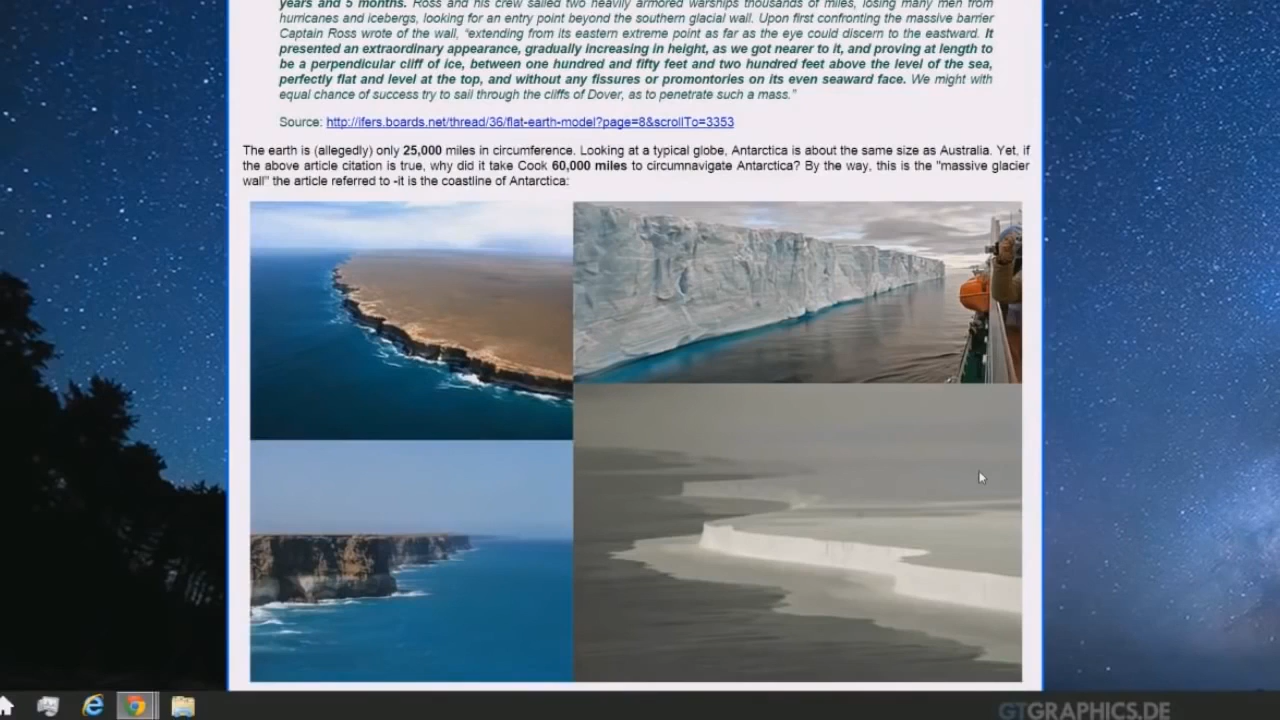 years and 5 months. Ross and his crew sailed two heavily armored warships thousands of miles, losing many men from
hurricanes and icebergs, looking for an entry point beyond the southern glacial wall. Upon first confronting the massive barrier
Captain Ross wrote of the wall, “extending from its eastern extreme point as far as the eye could discern to the eastward. It
presented an extraordinary appearance, gradually increasing in height, as we got nearer to it, and proving at length to
be a perpendicular cliff of ice, between one hundred and fifty feet and two hundred feet above the level of the sea,
perfectly flat and level at the top, and without any fissures or promontories on its even seaward face. We might with
equal chance of success try to sail through the cliffs of Dover, as to penetrate such a mass.”
Source: http://ifers.boards.net/thread/36/flat-earth-model?page=8&scrollTo=3353
The earth is (allegedly) only 25,000 miles in circumference. Looking at a typical globe, Antarctica is about the same size as Australia. Yet, if
the above article citation is true, why did it take Cook 60,000 miles to circumnavigate Antarctica? By the way, this is the "massive glacier
wall" the article referred to -it is the coastline of Antarctica:
GTGRAPHICS.DE